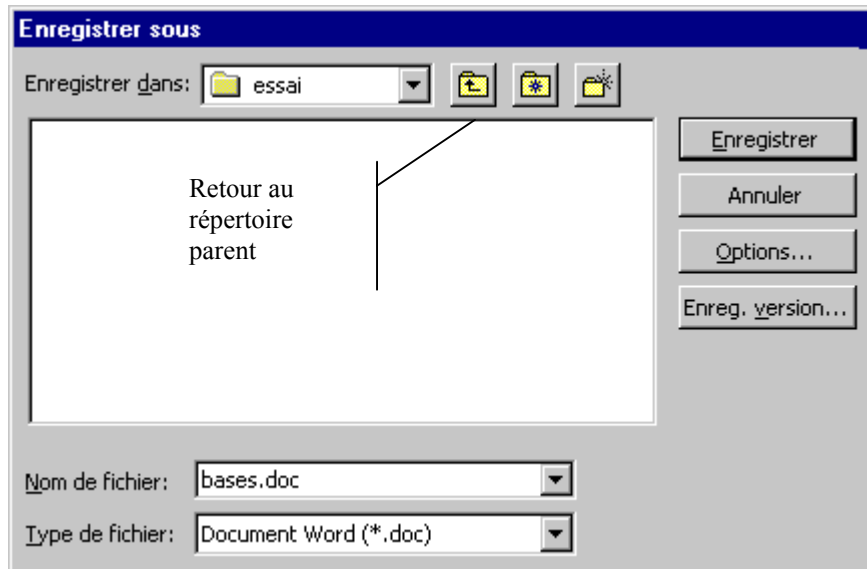 Enregistrer sous
Enregistrer dans: essai
Enregistrer
Annuler
Options...
Enreg. version...
Retour au
répertoire
parent
Nom de fichier: bases.doc
Type de fichier: Document Word (*.doc)